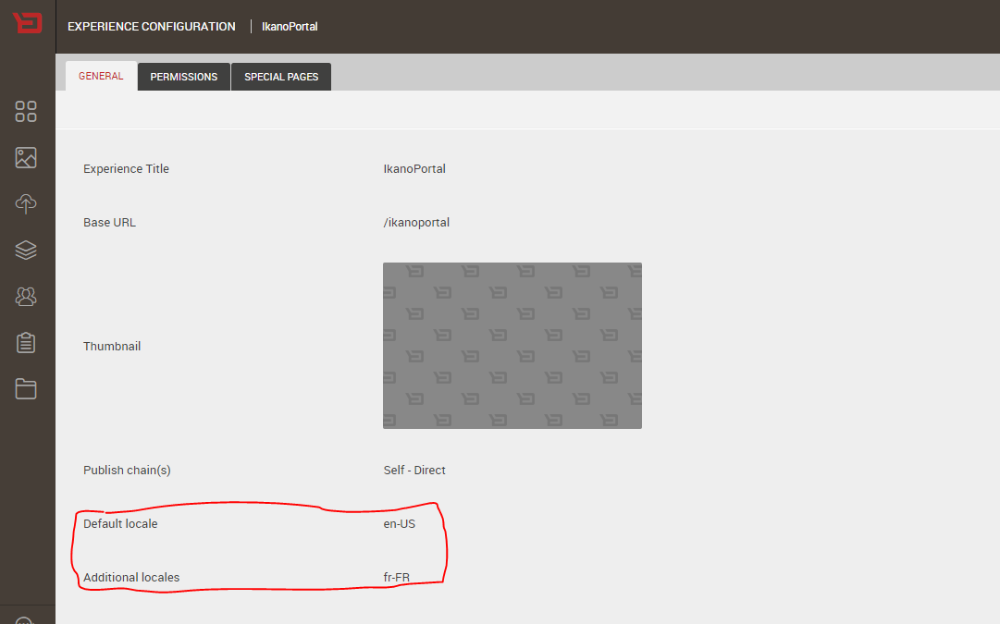 EXPERIENCE CONFIGURATION | IkanoPortal
GENERAL PERMISSIONS SPECIAL PAGES
Experience Title IkanoPortal
Base URL /ikanoportal
Thumbnail
Publish chain(s) Self - Direct
Default locale en-US
Additional locales fr-FR